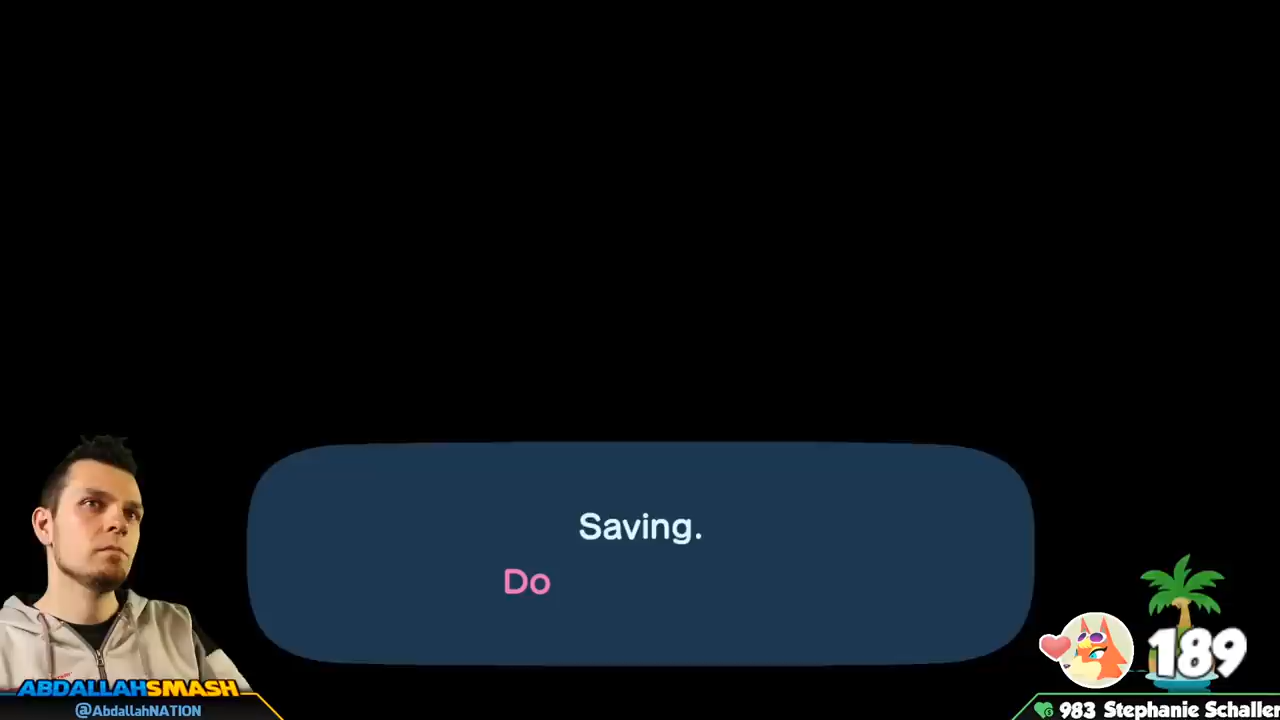 Saving.
Do
189
ABDALLAHSMASH
@AbdallahNATION
983 Stephanie Schaller